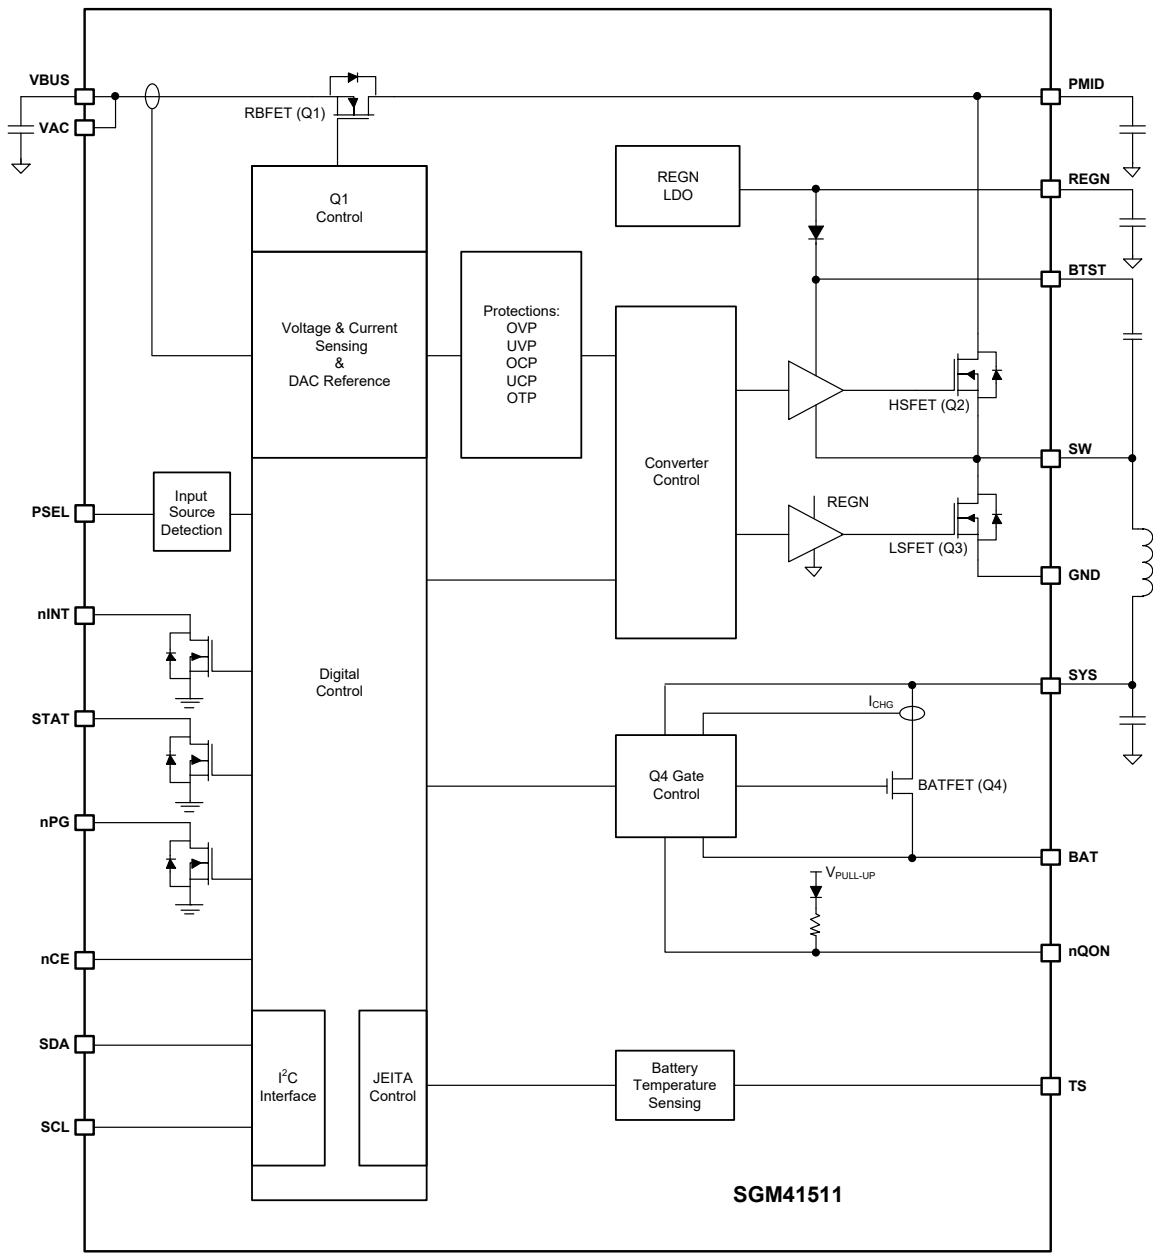 VBUS
VAC
RBFET (Q1)
PMID
REGN
LDO
REGN
Q1
Control
BTST
Voltage & Current
Sensing
&
DAC Reference
Protections:
OVP
UVP
OCP
UCP
OTP
HSFET (Q2)
Converter
Control
SW
PSEL
Input
Source
Detection
REGN
LSFET (Q3)
GND
nINT
Digital
Control
SYS
I_CHG
STAT
Q4 Gate
Control
BATFET (Q4)
nPG
BAT
V_PULL-UP
nCE
nQON
SDA
I²C
Interface
JEITA
Control
Battery
Temperature
Sensing
TS
SCL
SGM41511